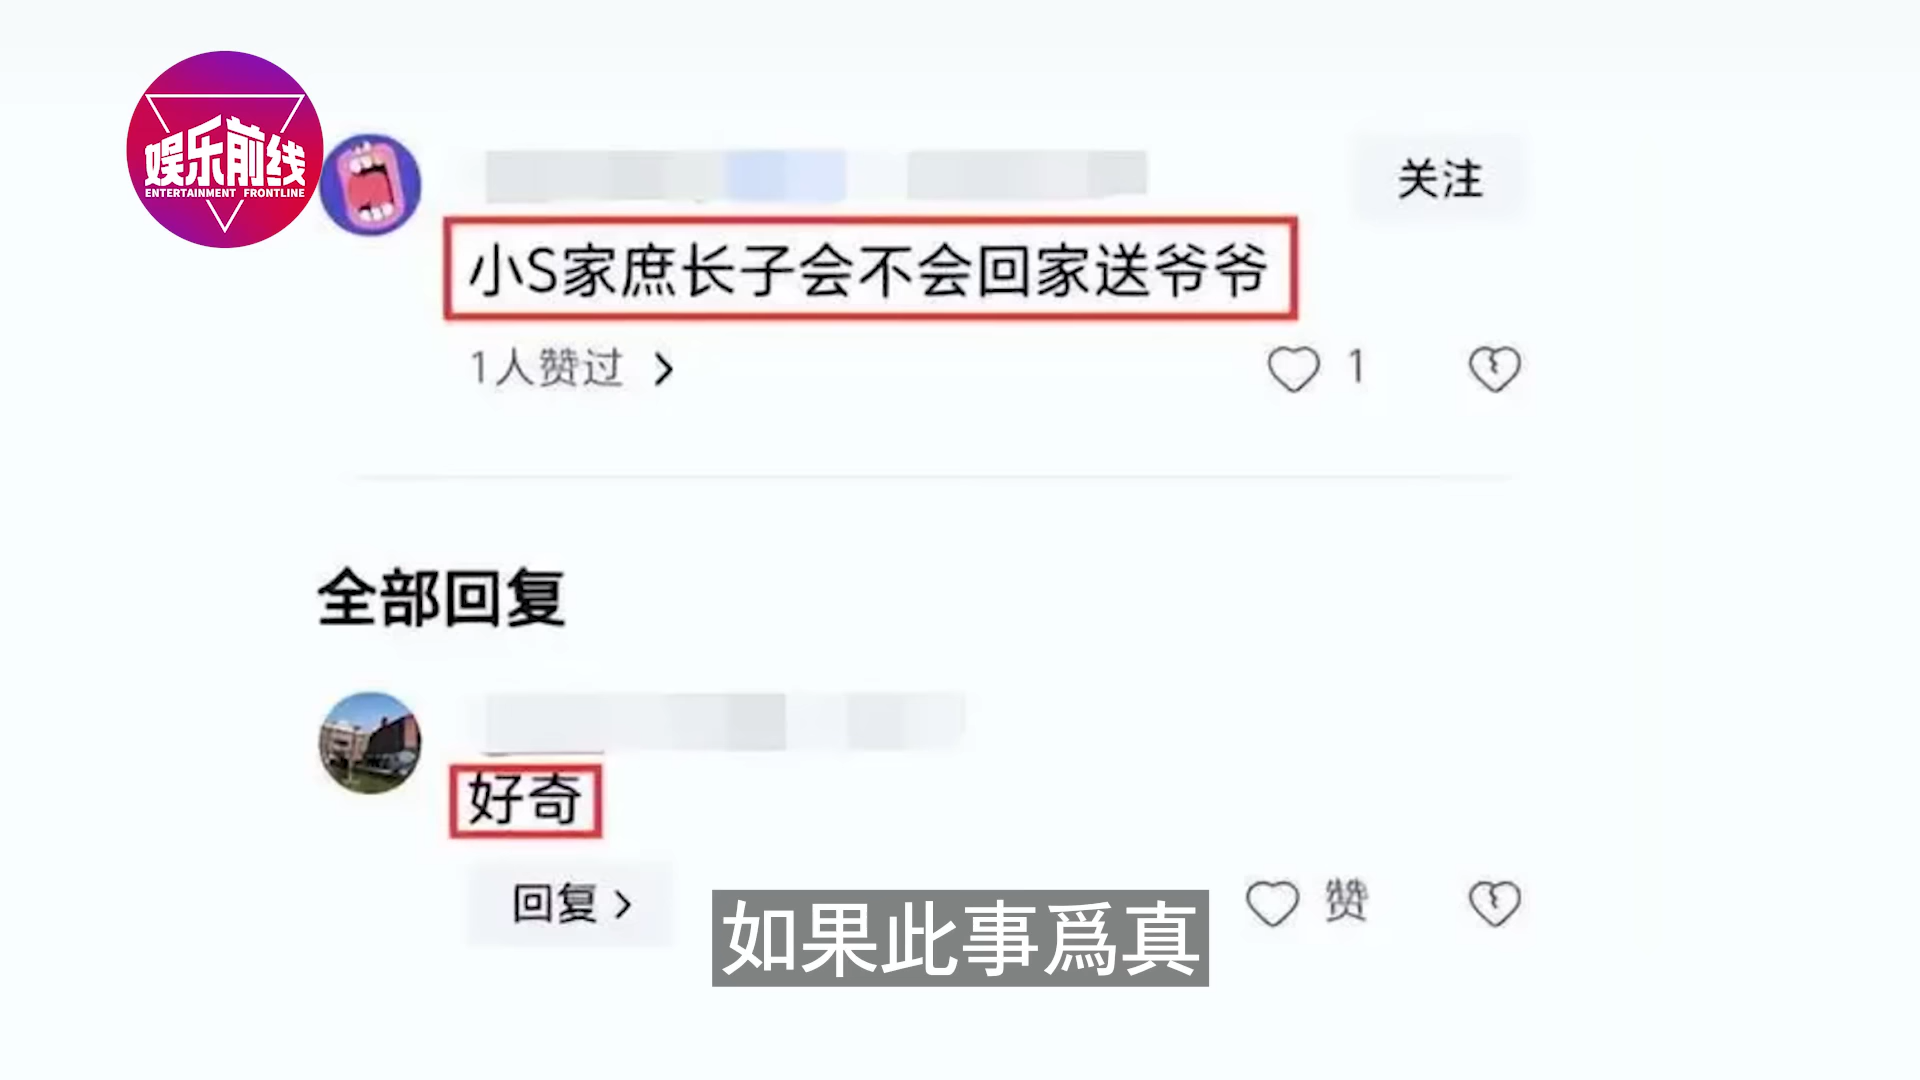 娱乐前线
ENTERTAINMENT FRONTLINE
关注
小S家庶长子会不会回家送爷爷
1人赞过 >
1
全部回复
好奇
回复 >
赞
如果此事爲真